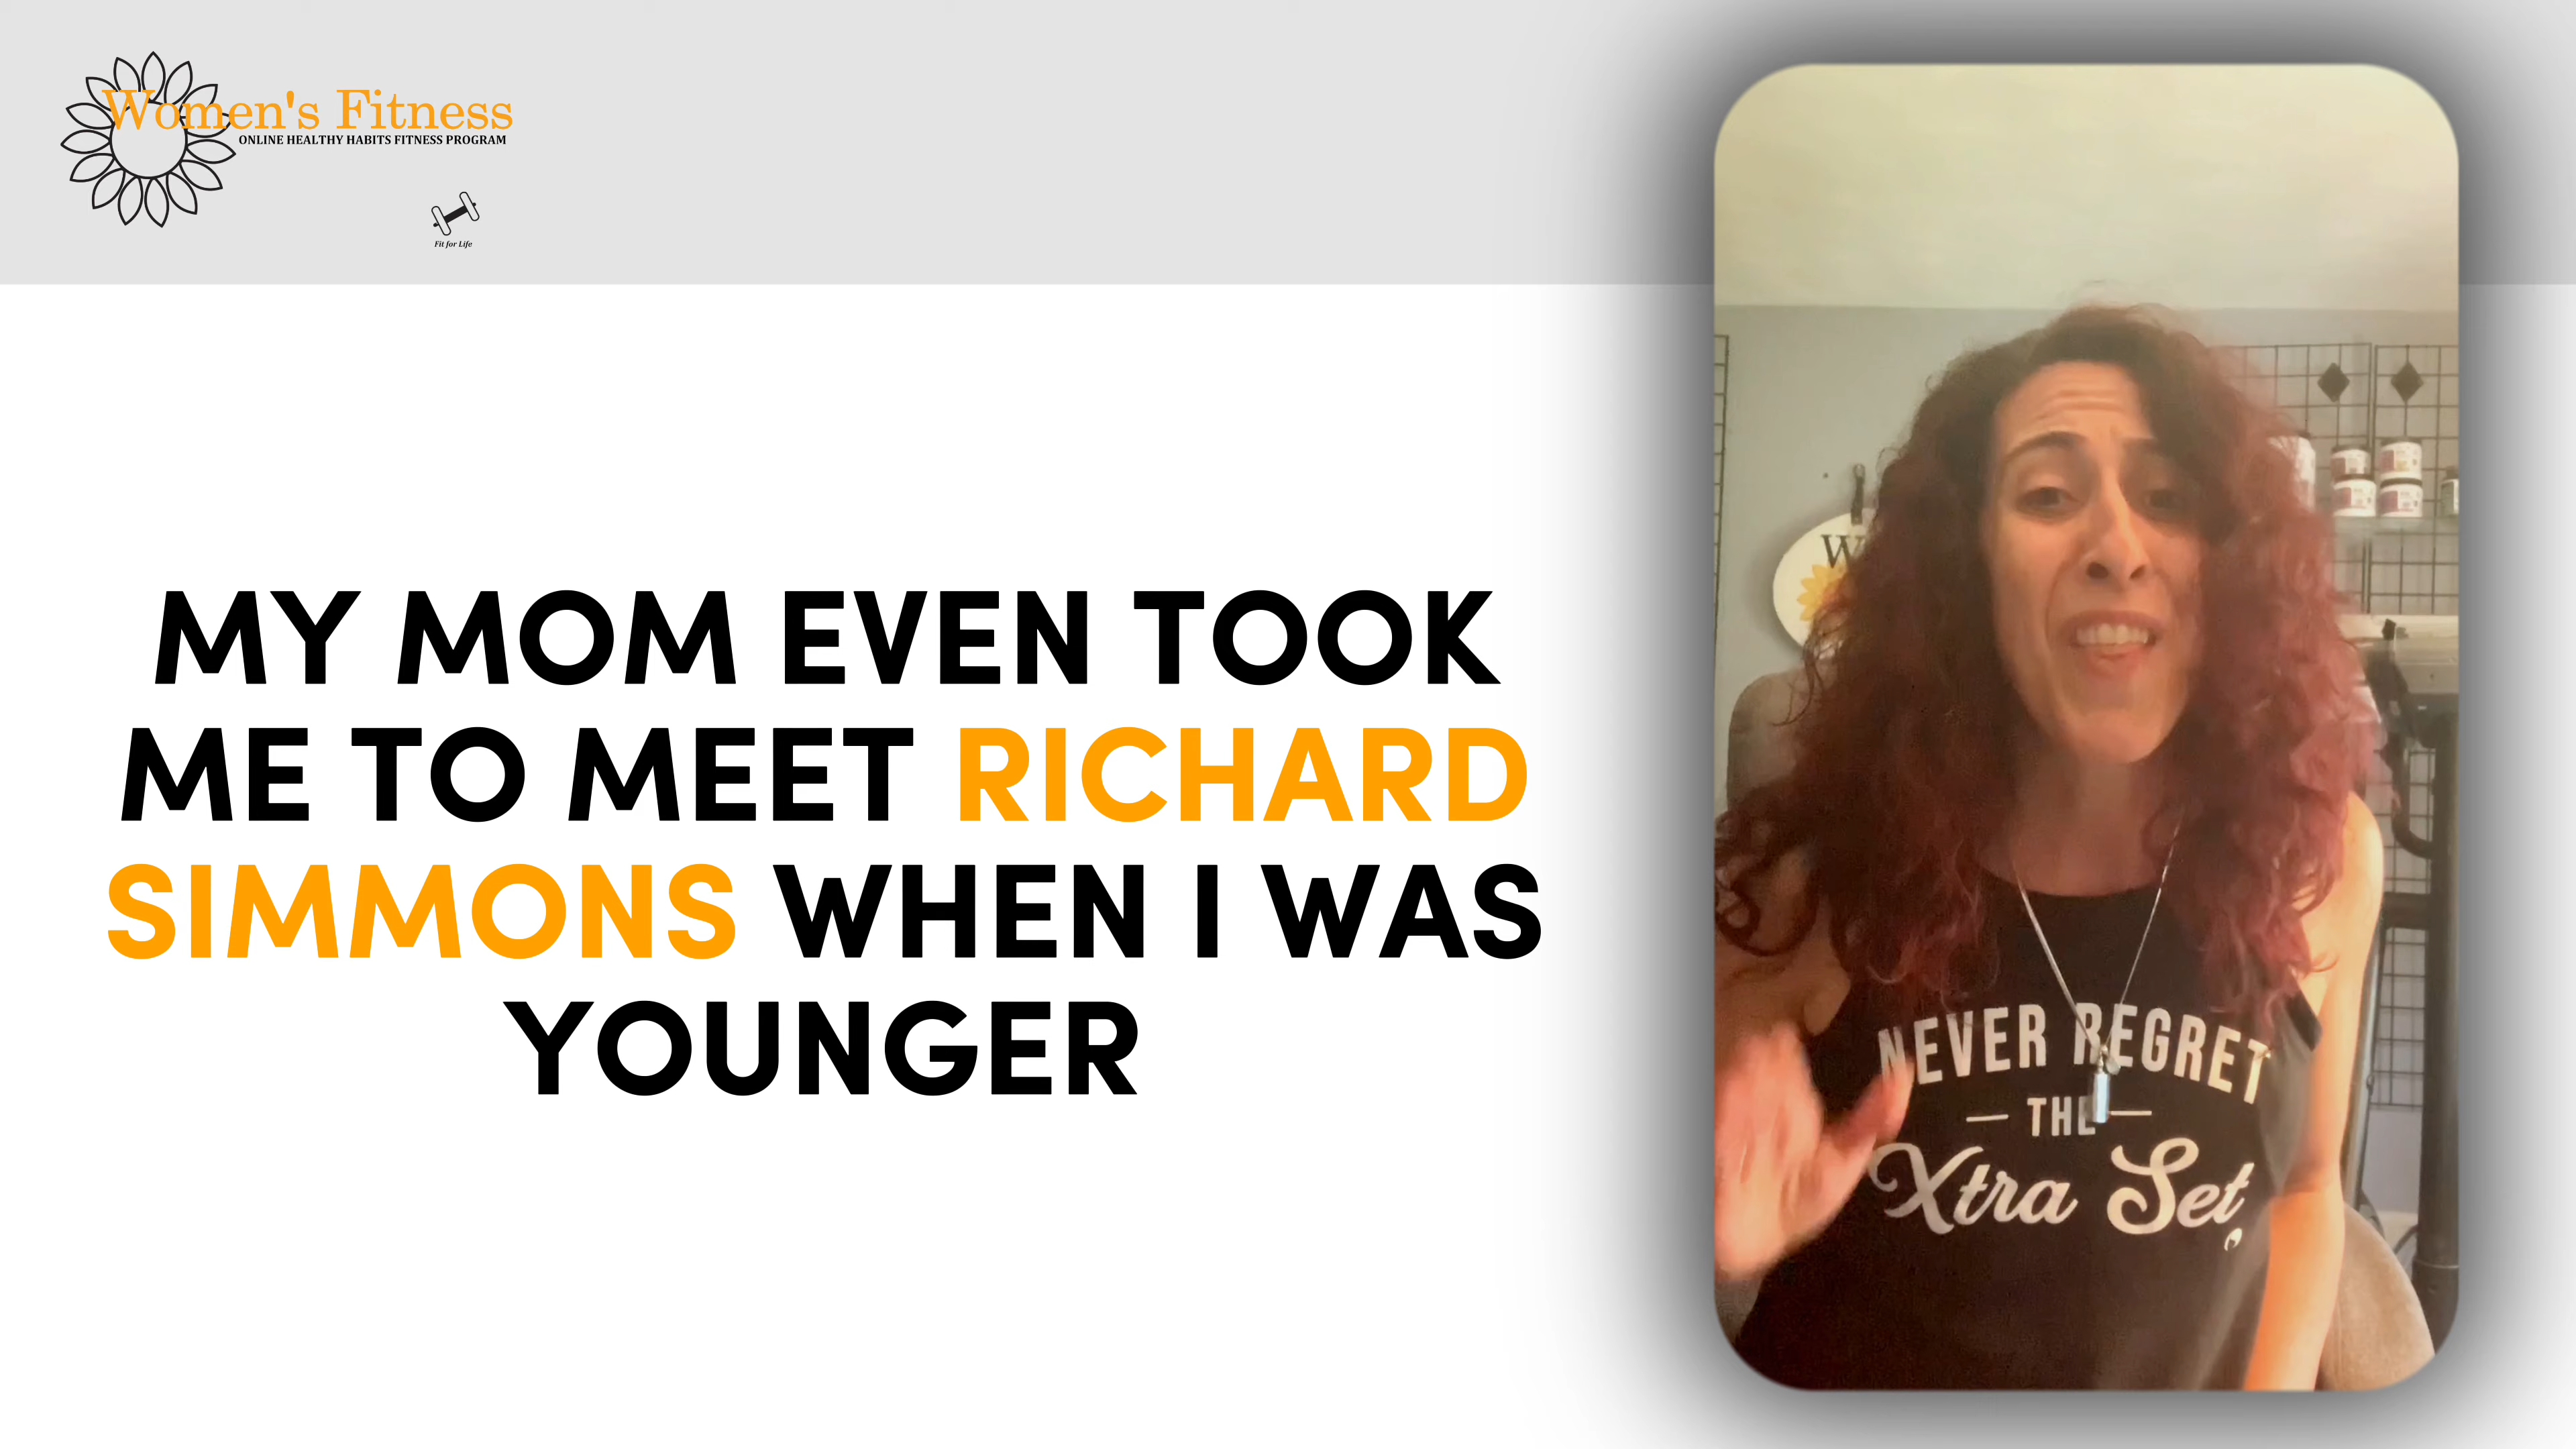 Women's Fitness
ONLINE HEALTHY HABITS FITNESS PROGRAM
Fit for Life
MY MOM EVEN TOOK
ME TO MEET RICHARD
SIMMONS WHEN I WAS
YOUNGER
W
NEVER REGRET
— THE —
Xtra Set